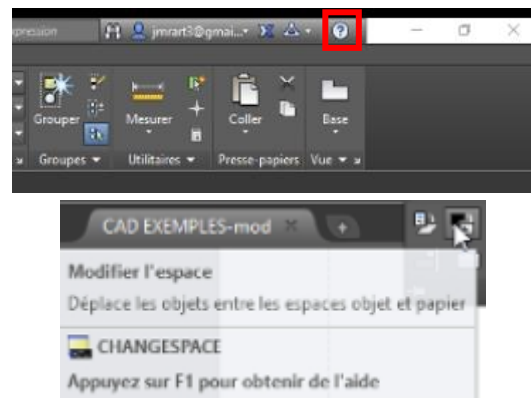 xpression jmrart3@gmai...
Grouper Mesurer Coller Base
Groupes Utilitaires Presse-papiers Vue
CAD EXEMPLES-mod
Modifier l'espace
Déplace les objets entre les espaces objet et papier
CHANGESPACE
Appuyez sur F1 pour obtenir de l'aide